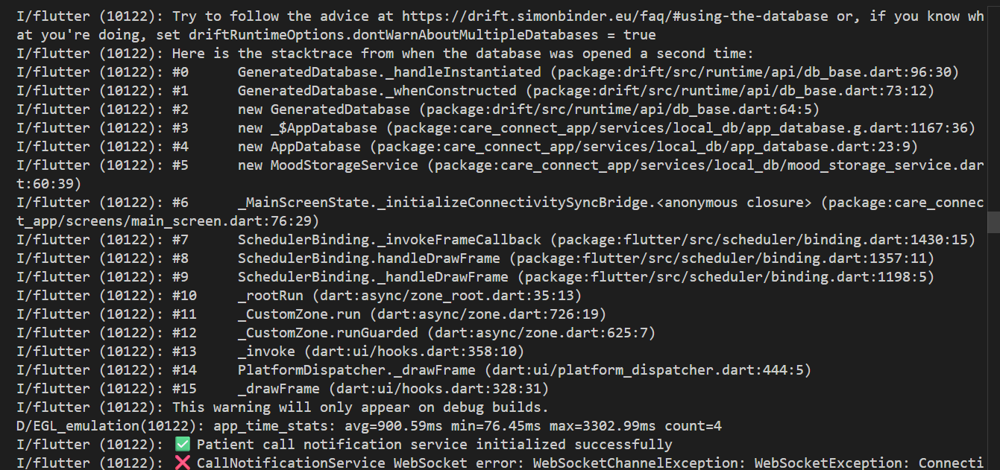 I/flutter (10122): Try to follow the advice at https://drift.simonbinder.eu/faq/#using-the-database or, if you know wh
at you're doing, set driftRuntimeOptions.dontWarnAboutMultipleDatabases = true
I/flutter (10122): Here is the stacktrace from when the database was opened a second time:
I/flutter (10122): #0      GeneratedDatabase._handleInstantiated (package:drift/src/runtime/api/db_base.dart:96:30)
I/flutter (10122): #1      GeneratedDatabase._whenConstructed (package:drift/src/runtime/api/db_base.dart:73:12)
I/flutter (10122): #2      new GeneratedDatabase (package:drift/src/runtime/api/db_base.dart:64:5)
I/flutter (10122): #3      new _$AppDatabase (package:care_connect_app/services/local_db/app_database.g.dart:1167:36)
I/flutter (10122): #4      new AppDatabase (package:care_connect_app/services/local_db/app_database.dart:23:9)
I/flutter (10122): #5      new MoodStorageService (package:care_connect_app/services/local_db/mood_storage_service.dar
t:60:39)
I/flutter (10122): #6      _MainScreenState._initializeConnectivitySyncBridge.<anonymous closure> (package:care_connec
t_app/screens/main_screen.dart:76:29)
I/flutter (10122): #7      SchedulerBinding._invokeFrameCallback (package:flutter/src/scheduler/binding.dart:1430:15)
I/flutter (10122): #8      SchedulerBinding.handleDrawFrame (package:flutter/src/scheduler/binding.dart:1357:11)
I/flutter (10122): #9      SchedulerBinding._handleDrawFrame (package:flutter/src/scheduler/binding.dart:1198:5)
I/flutter (10122): #10     _rootRun (dart:async/zone_root.dart:35:13)
I/flutter (10122): #11     _CustomZone.run (dart:async/zone.dart:726:19)
I/flutter (10122): #12     _CustomZone.runGuarded (dart:async/zone.dart:625:7)
I/flutter (10122): #13     _invoke (dart:ui/hooks.dart:358:10)
I/flutter (10122): #14     PlatformDispatcher._drawFrame (dart:ui/platform_dispatcher.dart:444:5)
I/flutter (10122): #15     _drawFrame (dart:ui/hooks.dart:328:31)
I/flutter (10122): This warning will only appear on debug builds.
D/EGL_emulation(10122): app_time_stats: avg=900.59ms min=76.45ms max=3302.99ms count=4
I/flutter (10122): ✅ Patient call notification service initialized successfully
I/flutter (10122): ❌ CallNotificationService WebSocket error: WebSocketChannelException: WebSocketException: Connecti